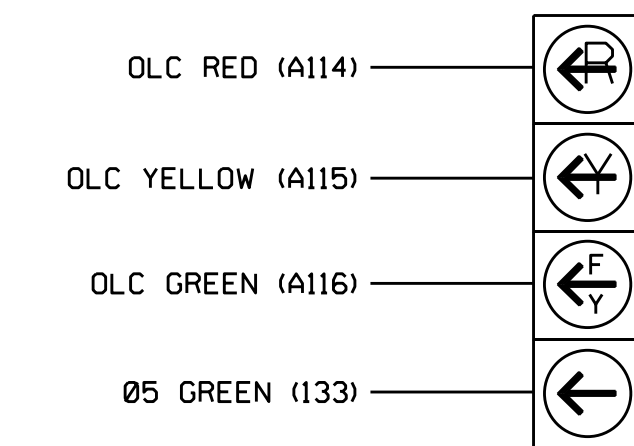 OLC RED (A114) R
OLC YELLOW (A115) Y
OLC GREEN (A116) F Y
Ø5 GREEN (133)